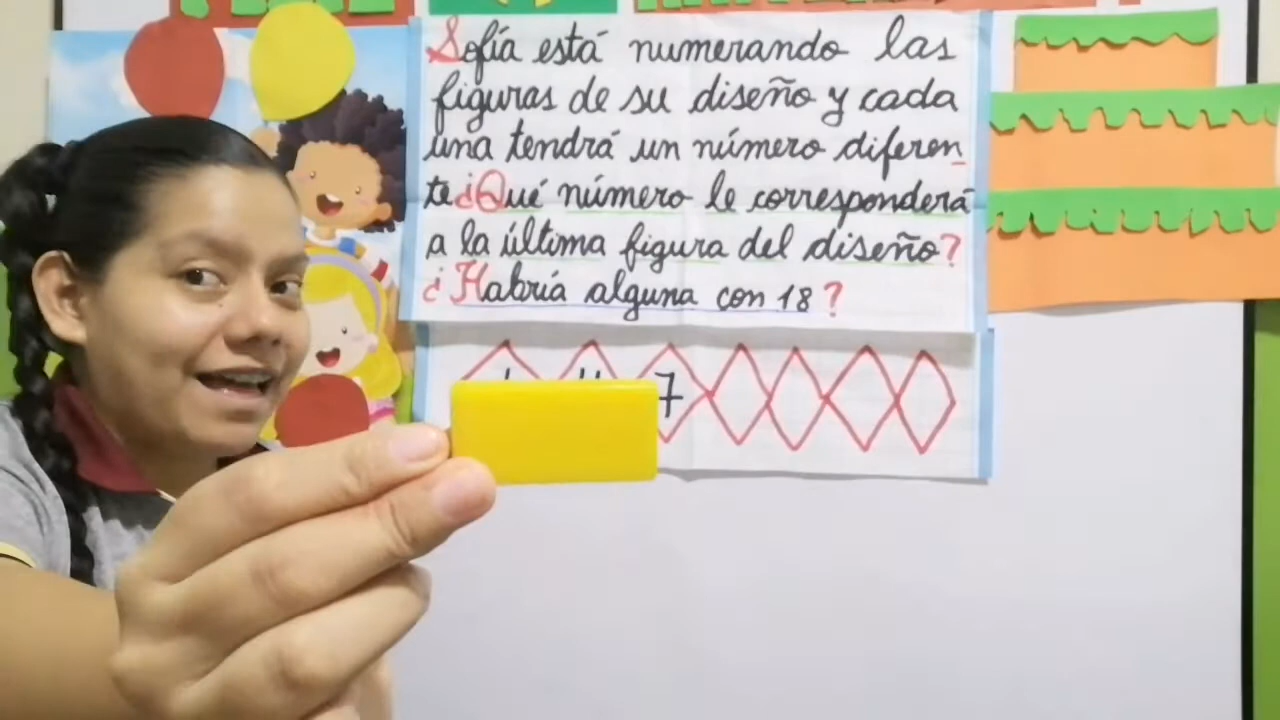 Sofía está numerando las
figuras de su diseño y cada
una tendrá un número diferen_
te ¿Qué número le corresponderá
a la última figura del diseño?
¿Habría alguna con 18?
7